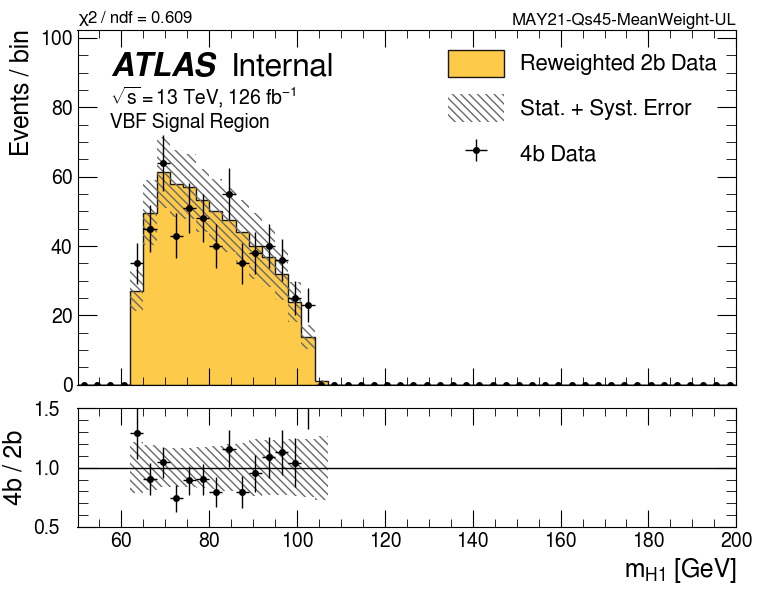 χ² / ndf = 0.609
MAY21-Qs45-MeanWeight-UL
ATLAS Internal
√s = 13 TeV, 126 fb⁻¹
VBF Signal Region
Reweighted 2b Data
Stat. + Syst. Error
4b Data
Events / bin
100
80
60
40
20
0
4b / 2b
1.5
1.0
0.5
60 80 100 120 140 160 180 200
m_H1 [GeV]